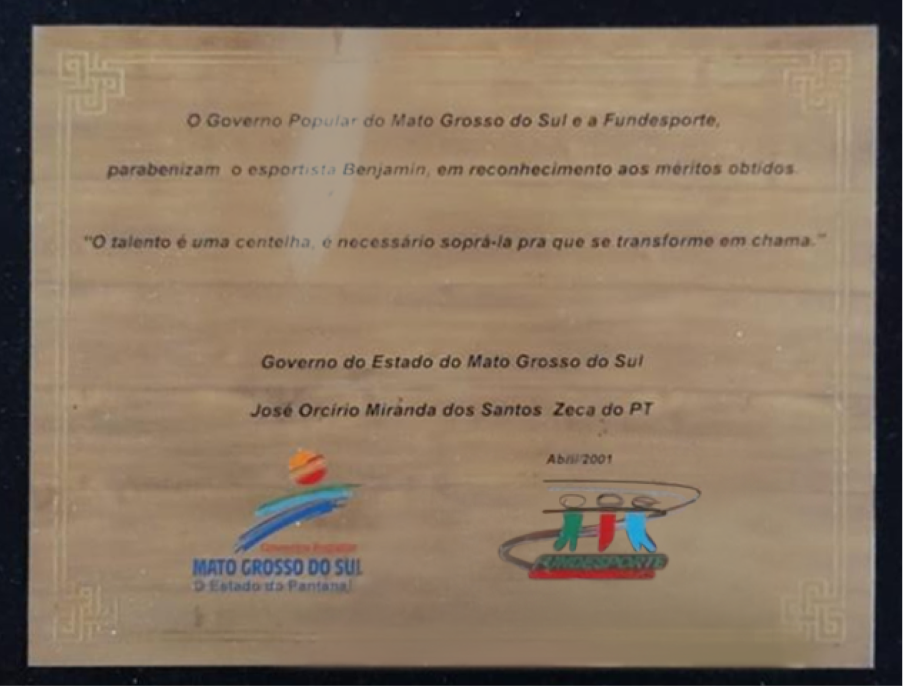 O Governo Popular do Mato Grosso do Sul e a Fundesporte,
parabenizam o esportista Benjamin, em reconhecimento aos méritos obtidos.
"O talento é uma centelha, é necessário soprá-la pra que se transforme em chama."
Governo do Estado do Mato Grosso do Sul
José Orcírio Miranda dos Santos Zeca do PT
Abril/2001
Governo Popular
MATO GROSSO DO SUL
O Estado do Pantanal
FUNDESPORTE